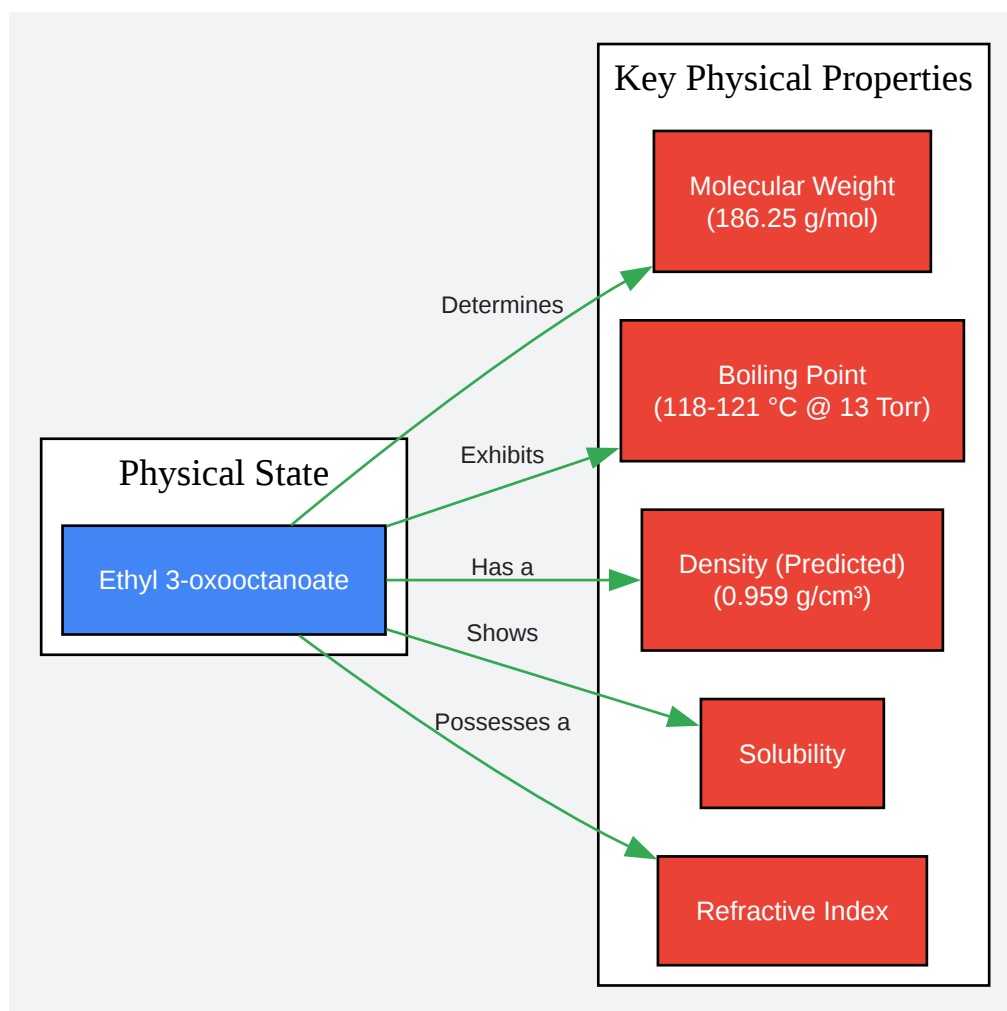 Key Physical Properties
Molecular Weight
(186.25 g/mol)
Determines
Boiling Point
(118-121 °C @ 13 Torr)
Exhibits
Physical State
Ethyl 3-oxooctanoate
Has a
Density (Predicted)
(0.959 g/cm³)
Shows
Possesses a
Solubility
Refractive Index